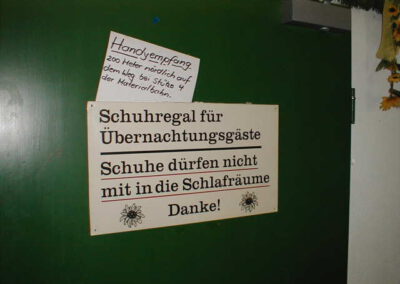 Handyempfang:
200 Meter nördlich auf
dem Weg bei Stütze 4
der Materialbahn.
Schuhregal für
Übernachtungsgäste
Schuhe dürfen nicht
mit in die Schlafräume
Danke!